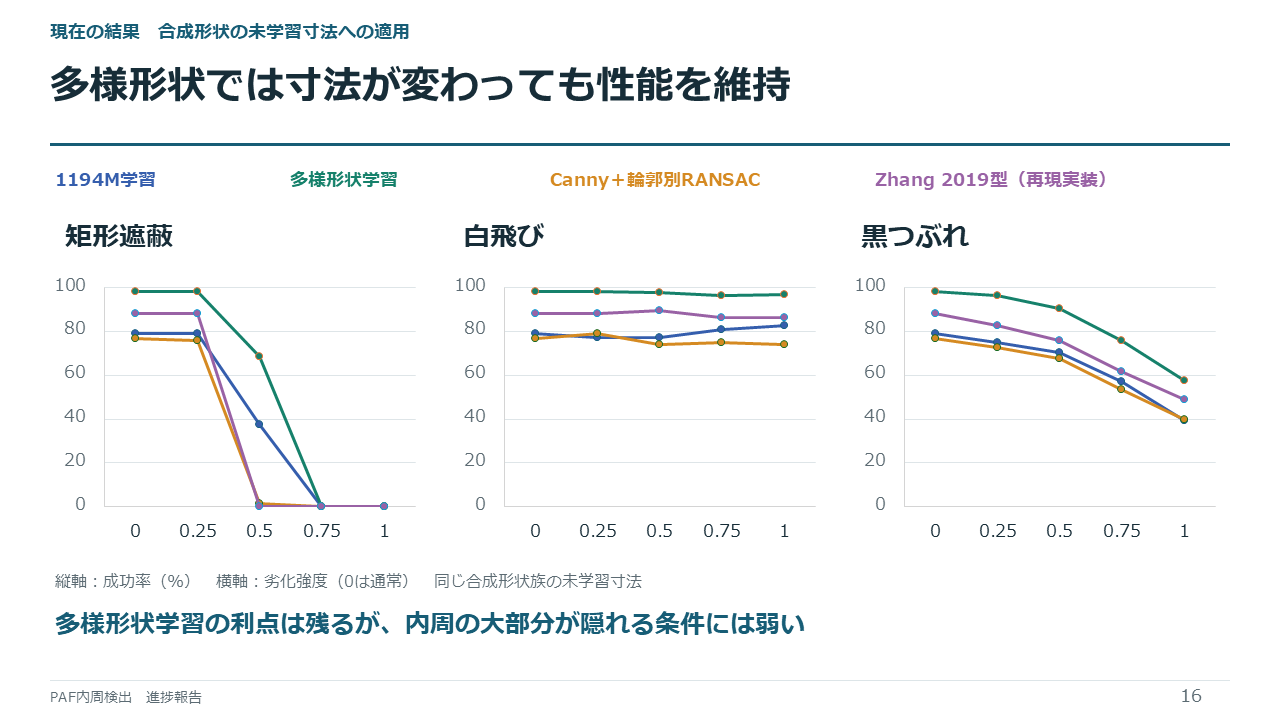 現在の結果　合成形状の未学習寸法への適用
多様形状では寸法が変わっても性能を維持
1194M学習
多様形状学習
Canny＋輪郭別RANSAC
Zhang 2019型（再現実装）
矩形遮蔽
100
80
60
40
20
0
0 0.25 0.5 0.75 1
白飛び
100
80
60
40
20
0
0 0.25 0.5 0.75 1
黒つぶれ
100
80
60
40
20
0
0 0.25 0.5 0.75 1
縦軸：成功率（%）　横軸：劣化強度（0は通常）　同じ合成形状族の未学習寸法
多様形状学習の利点は残るが、内周の大部分が隠れる条件には弱い
PAF内周検出　進捗報告
16